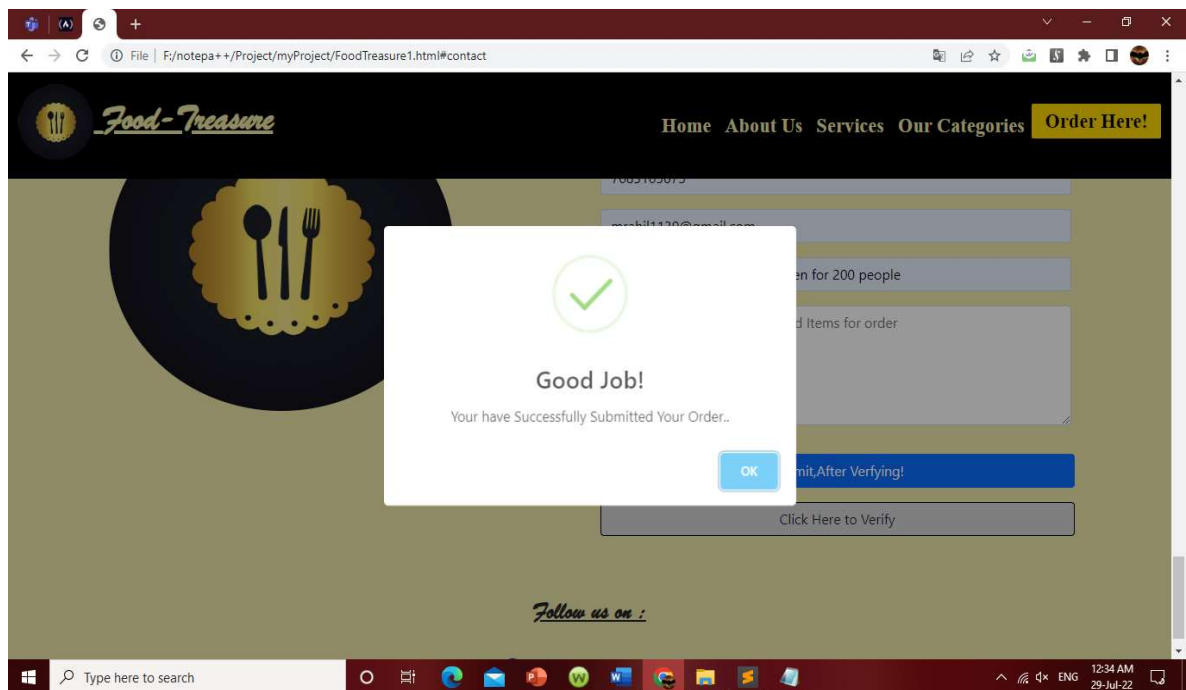 File F:/notepa++/Project/myProject/FoodTreasure1.html#contact
Food-Treasure
Home About Us Services Our Categories Order Here!
en for 200 people
d Items for order
Good Job!
Your have Successfully Submitted Your Order..
OK
mit,After Verfying!
Click Here to Verify
Follow us on :
Type here to search
ENG
12:34 AM
29-Jul-22